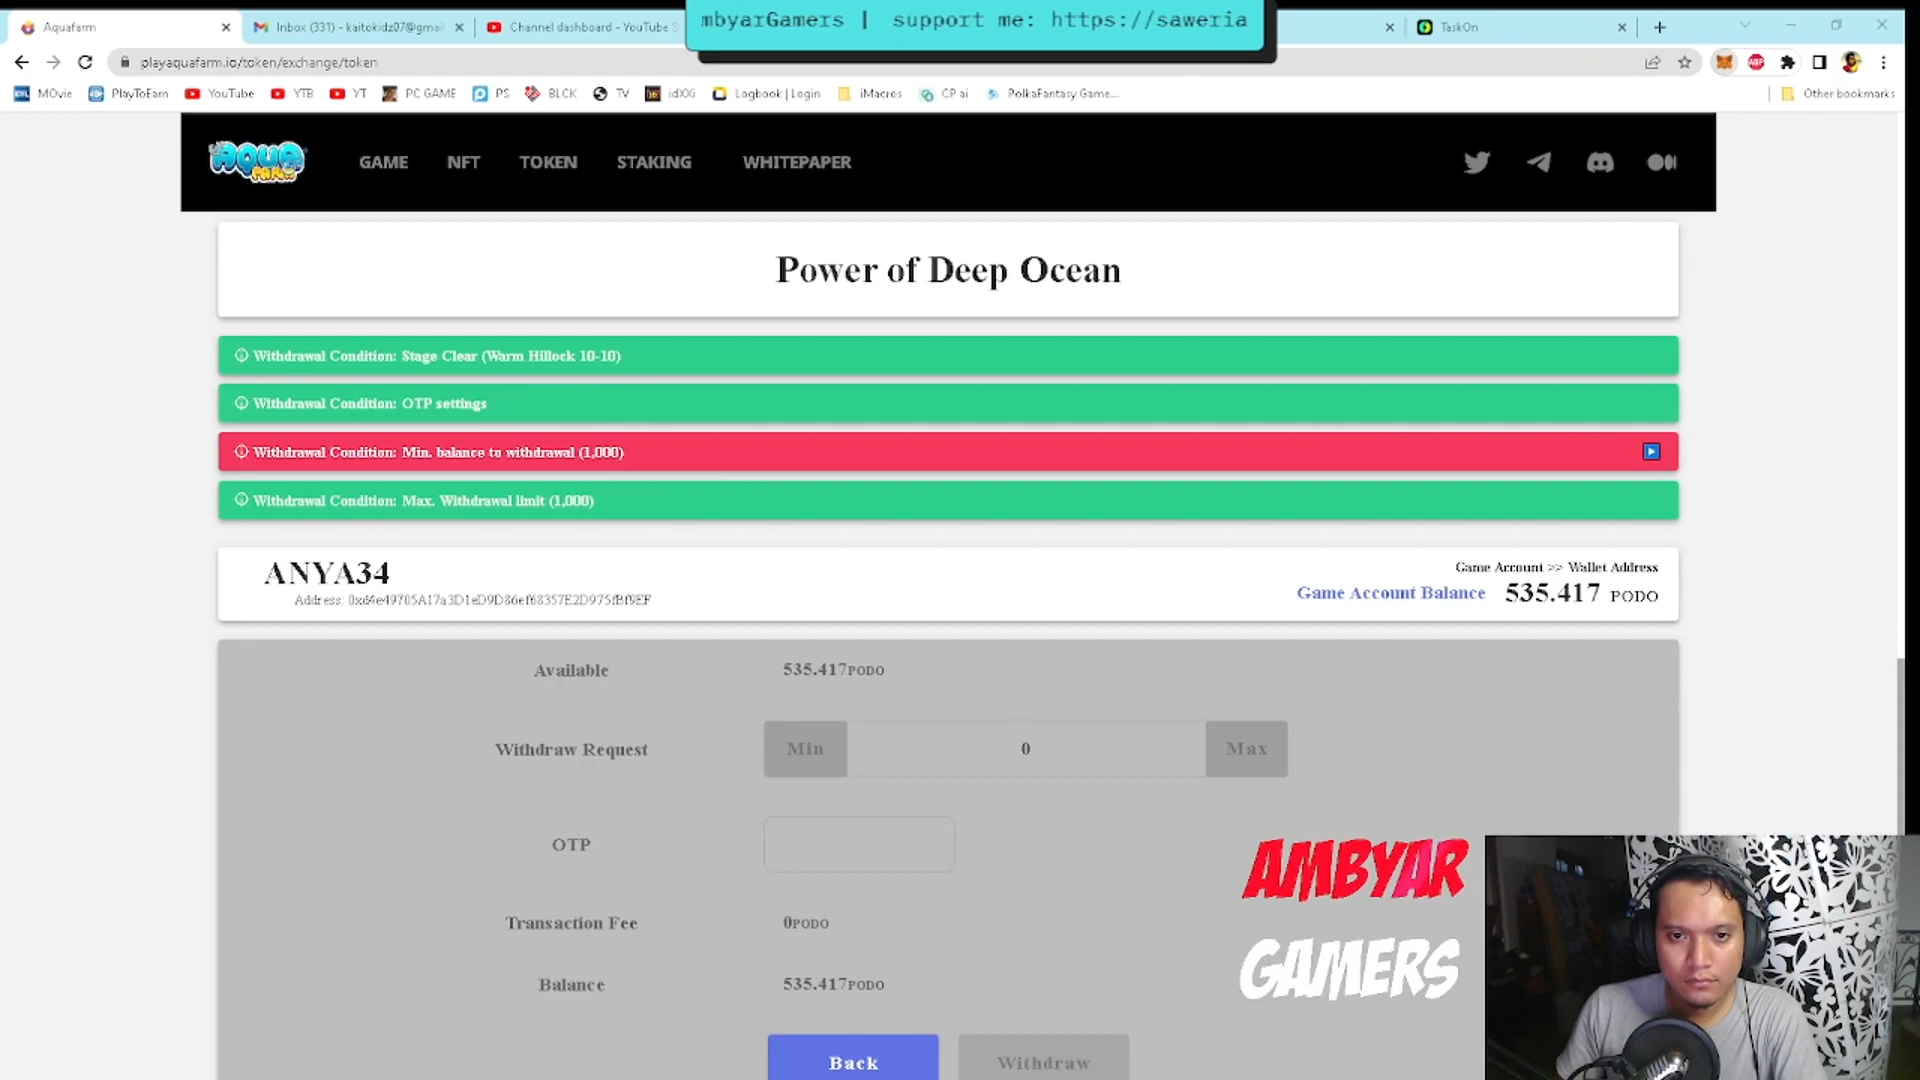 Aquafarm
Inbox (331) - kaitokidz07@gmail
Channel dashboard - YouTube S
mbyarGamers | support me: https://saweria
TaskOn
playaquafarm.io/token/exchange/token
ABP
MOvie
PlayToEarn
YouTube
YTB
YT
PC GAME
PS
BLCK
TV
idXXi
Logbook | Login
iMacros
CP ai
PolkaFantasy Game...
Other bookmarks
AQUA
FARM
GAME
NFT
TOKEN
STAKING
WHITEPAPER
Power of Deep Ocean
Withdrawal Condition: Stage Clear (Warm Hillock 10-10)
Withdrawal Condition: OTP settings
Withdrawal Condition: Min. balance to withdrawal (1,000)
Withdrawal Condition: Max. Withdrawal limit (1,000)
ANYA34
Game Account >> Wallet Address
Address: 0xd4e49705A17a3D1eD9D86ef68357E2D975fBf9EF
Game Account Balance 535.417 PODO
Available 535.417PODO
Withdraw Request Min 0 Max
OTP
Transaction Fee 0PODO
Balance 535.417PODO
Back Withdraw
AMBYAR
GAMERS